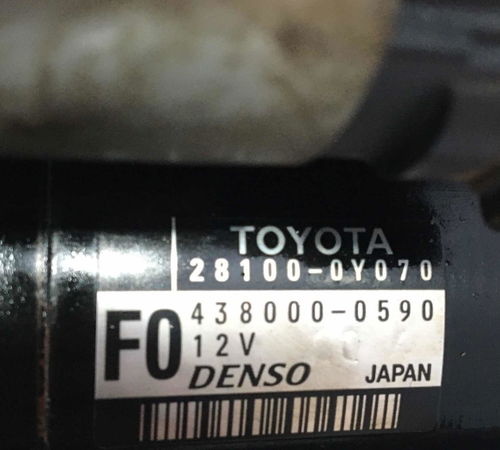 TOYOTA
28100-0Y070
F0
438000-0590
12V
DENSO JAPAN